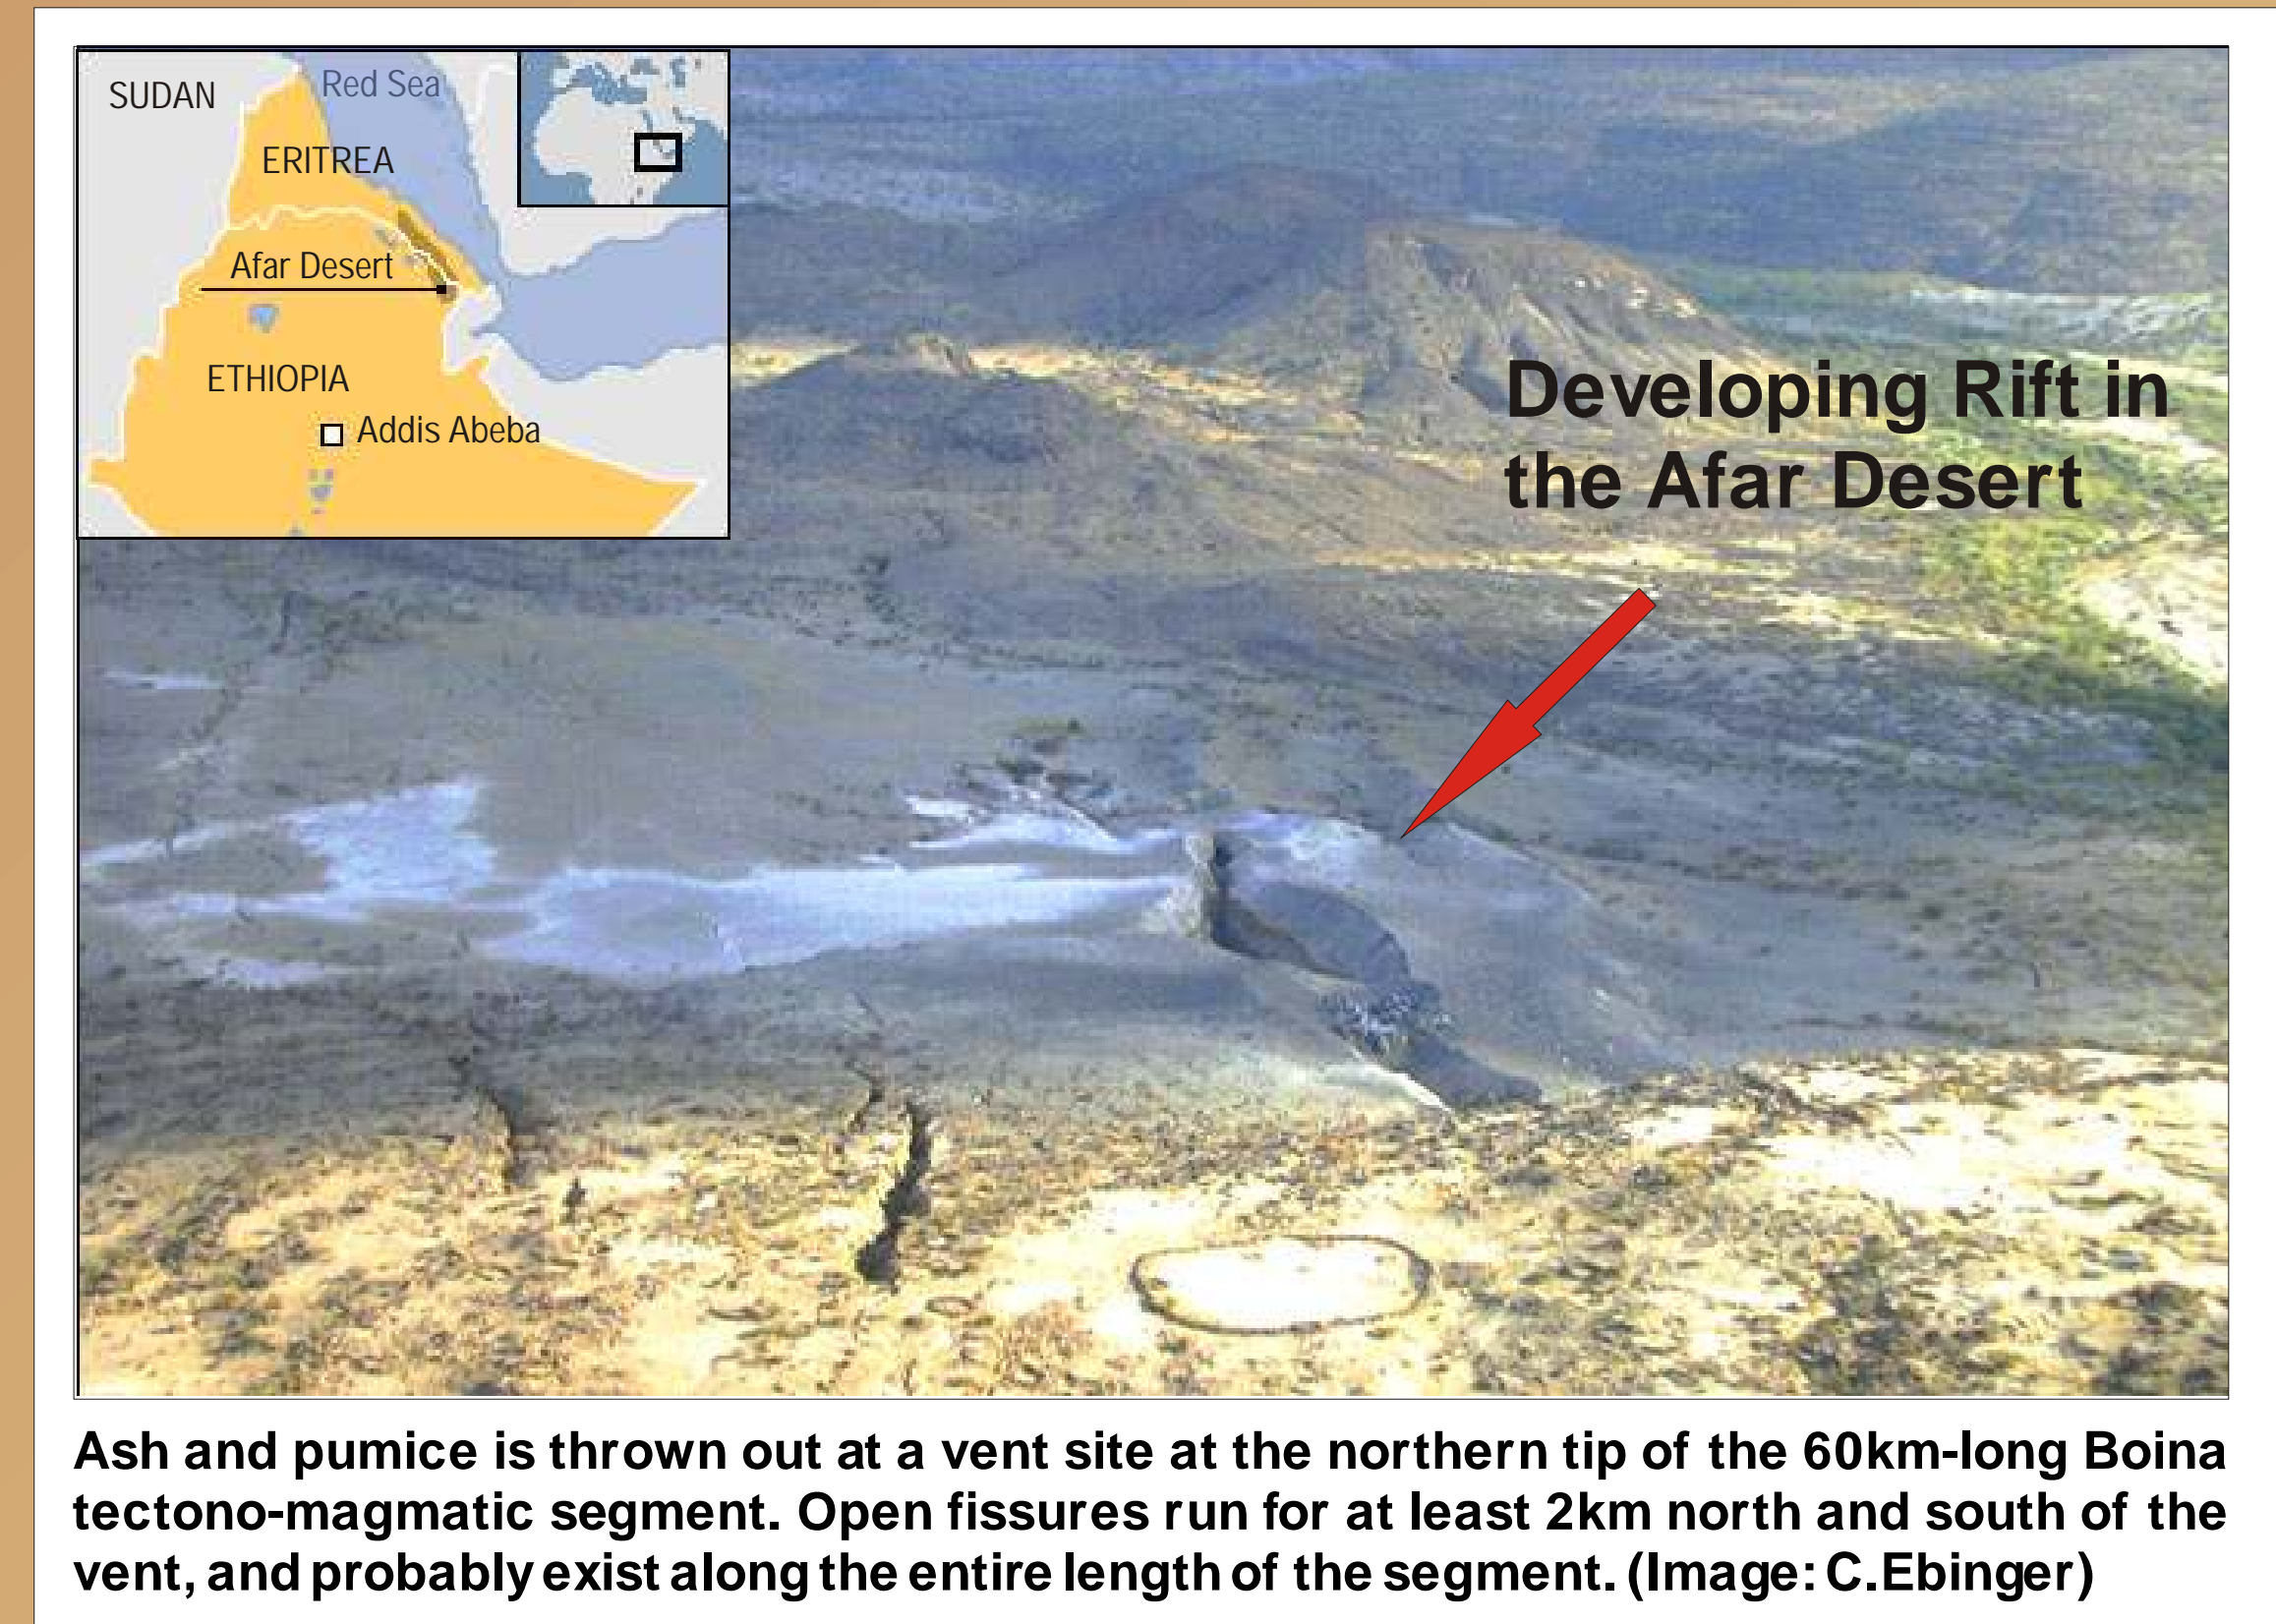 SUDAN
Red Sea
ERITREA
Afar Desert
ETHIOPIA
Addis Abeba
Developing Rift in
the Afar Desert
Ash and pumice is thrown out at a vent site at the northern tip of the 60km-long Boina
tectono-magmatic segment. Open fissures run for at least 2km north and south of the
vent, and probably exist along the entire length of the segment. (Image: C.Ebinger)